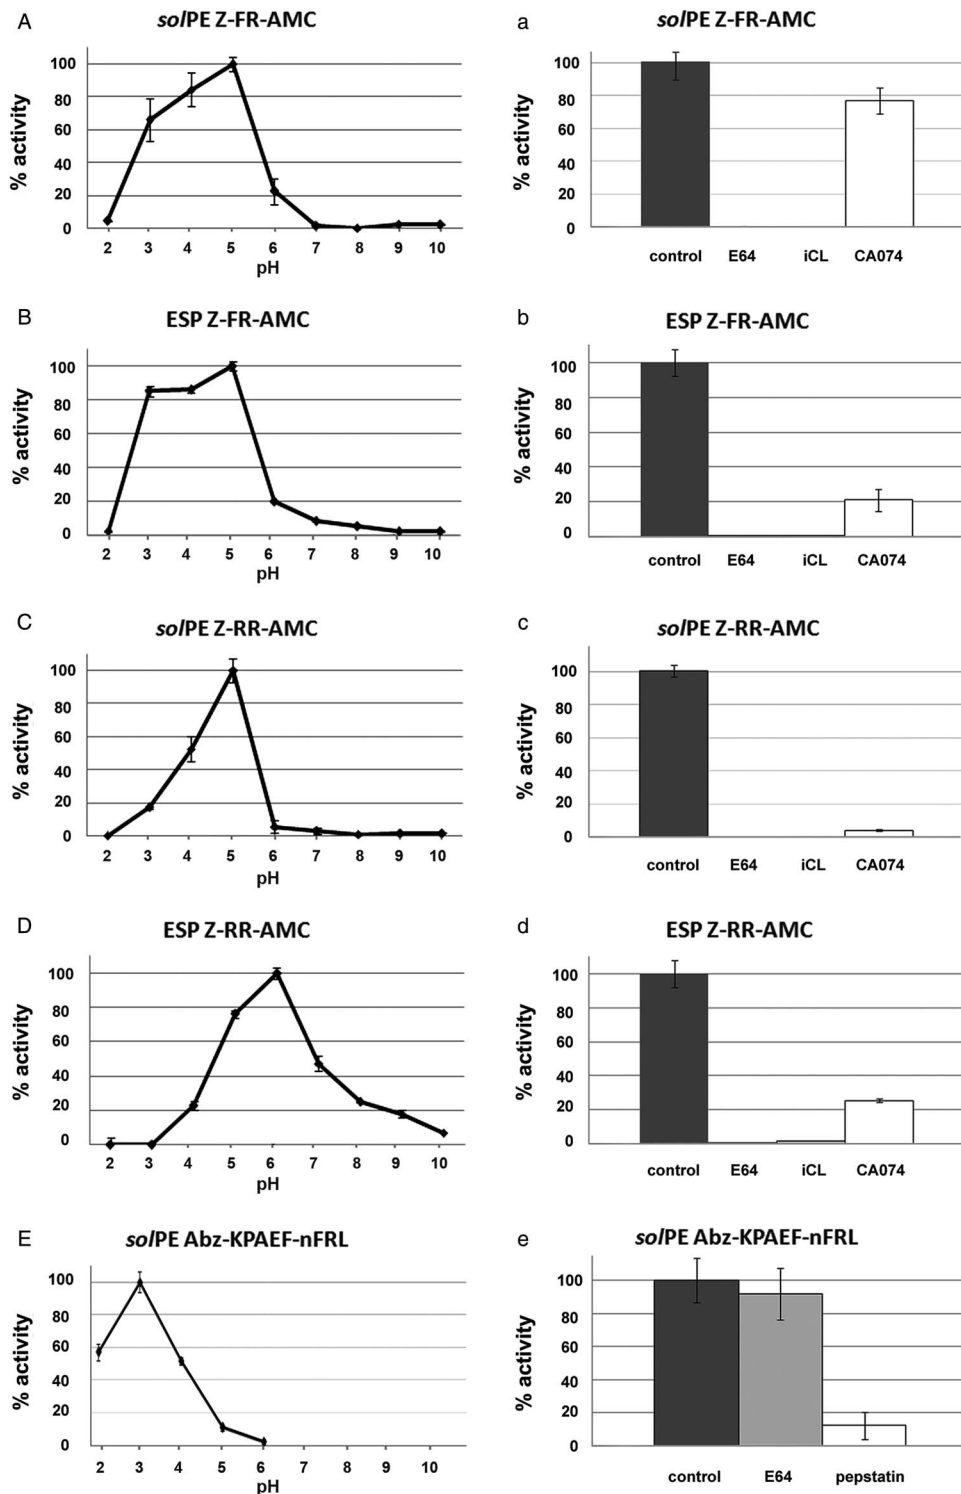 A
solPE Z-FR-AMC
% activity
100
80
60
40
20
0
2 3 4 5 6 7 8 9 10
pH
a
solPE Z-FR-AMC
% activity
100
80
60
40
20
0
control E64 iCL CA074
B
ESP Z-FR-AMC
% activity
100
80
60
40
20
0
2 3 4 5 6 7 8 9 10
pH
b
ESP Z-FR-AMC
% activity
100
80
60
40
20
0
control E64 iCL CA074
C
solPE Z-RR-AMC
% activity
100
80
60
40
20
0
2 3 4 5 6 7 8 9 10
pH
c
solPE Z-RR-AMC
% activity
100
80
60
40
20
0
control E64 iCL CA074
D
ESP Z-RR-AMC
% activity
100
80
60
40
20
0
2 3 4 5 6 7 8 9 10
pH
d
ESP Z-RR-AMC
% activity
100
80
60
40
20
0
control E64 iCL CA074
E
solPE Abz-KPAEF-nFRL
% activity
100
80
60
40
20
0
2 3 4 5 6 7 8 9 10
pH
e
solPE Abz-KPAEF-nFRL
% activity
100
80
60
40
20
0
control E64 pepstatin